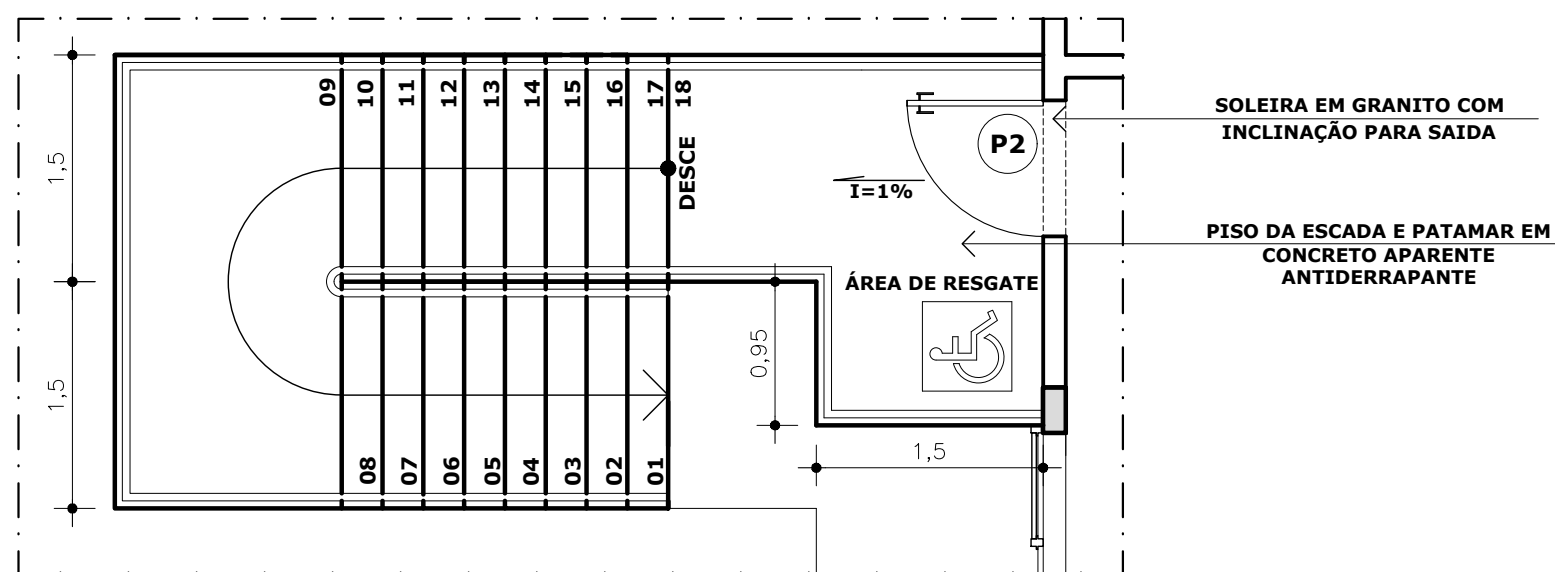 09
10
11
12
13
14
15
16
17
18
DESCE
1,5
1,5
08
07
06
05
04
03
02
01
P2
I=1%
ÁREA DE RESGATE
0,95
1,5
SOLEIRA EM GRANITO COM
INCLINAÇÃO PARA SAIDA
PISO DA ESCADA E PATAMAR EM
CONCRETO APARENTE
ANTIDERRAPANTE